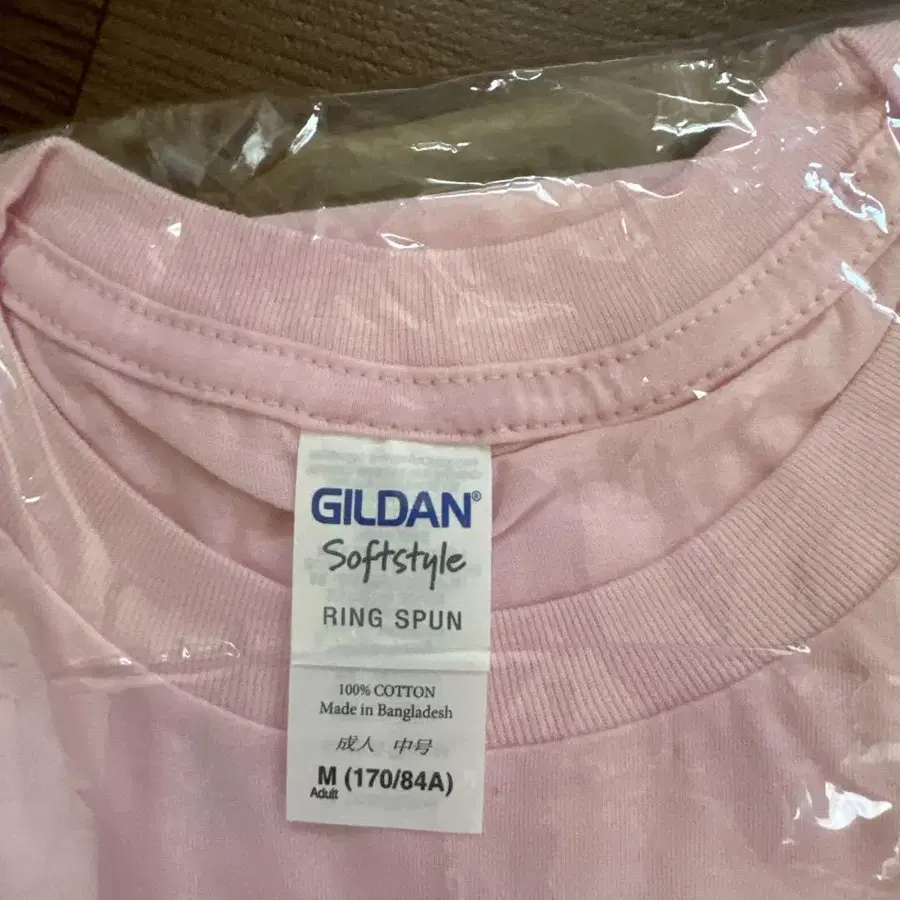 GILDAN®
Softstyle
RING SPUN
100% COTTON
Made in Bangladesh
成人 中号
M (170/84A)
Adult